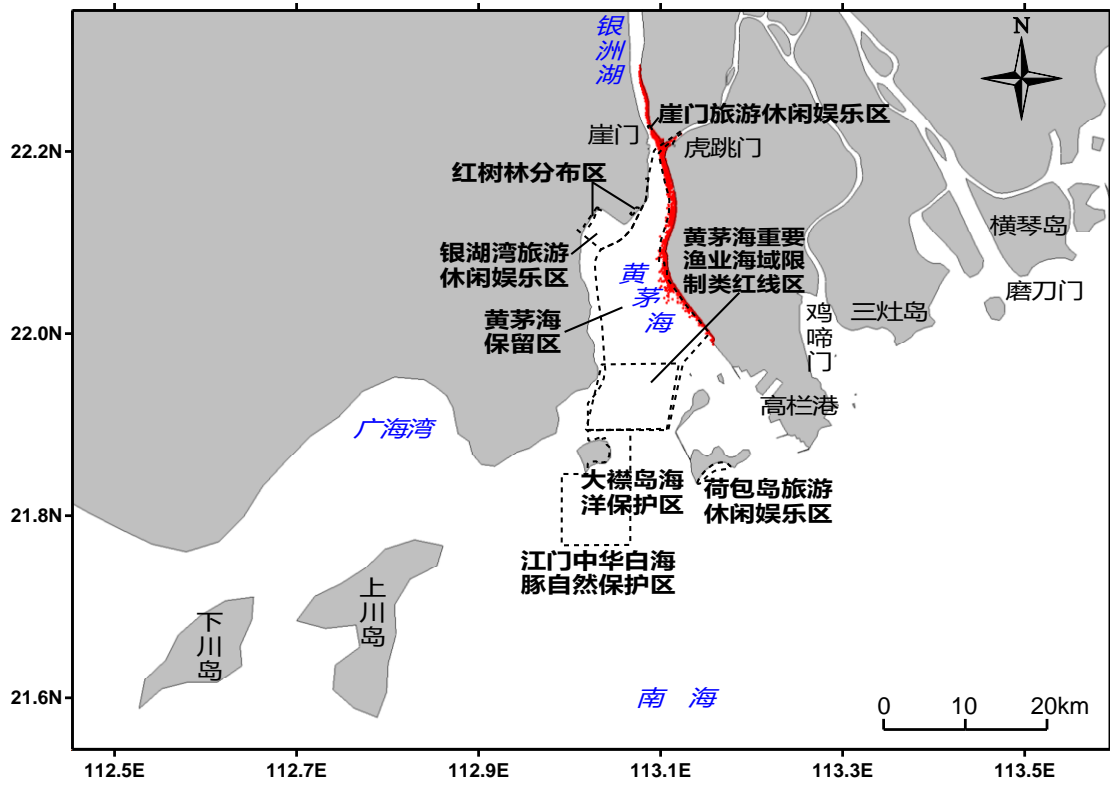 银
洲
湖
N
崖门旅游休闲娱乐区
崖门
虎跳门
22.2N
红树林分布区
横琴岛
黄茅海重要
渔业海域限
制类红线区
银湖湾旅游
休闲娱乐区
黄
茅
海
磨刀门
三灶岛
鸡
啼
门
黄茅海
保留区
22.0N
高栏港
广海湾
大襟岛海
洋保护区
荷包岛旅游
休闲娱乐区
21.8N
江门中华白海
豚自然保护区
上
川
岛
下
川
岛
21.6N
南 海
0 10 20km
112.5E 112.7E 112.9E 113.1E 113.3E 113.5E